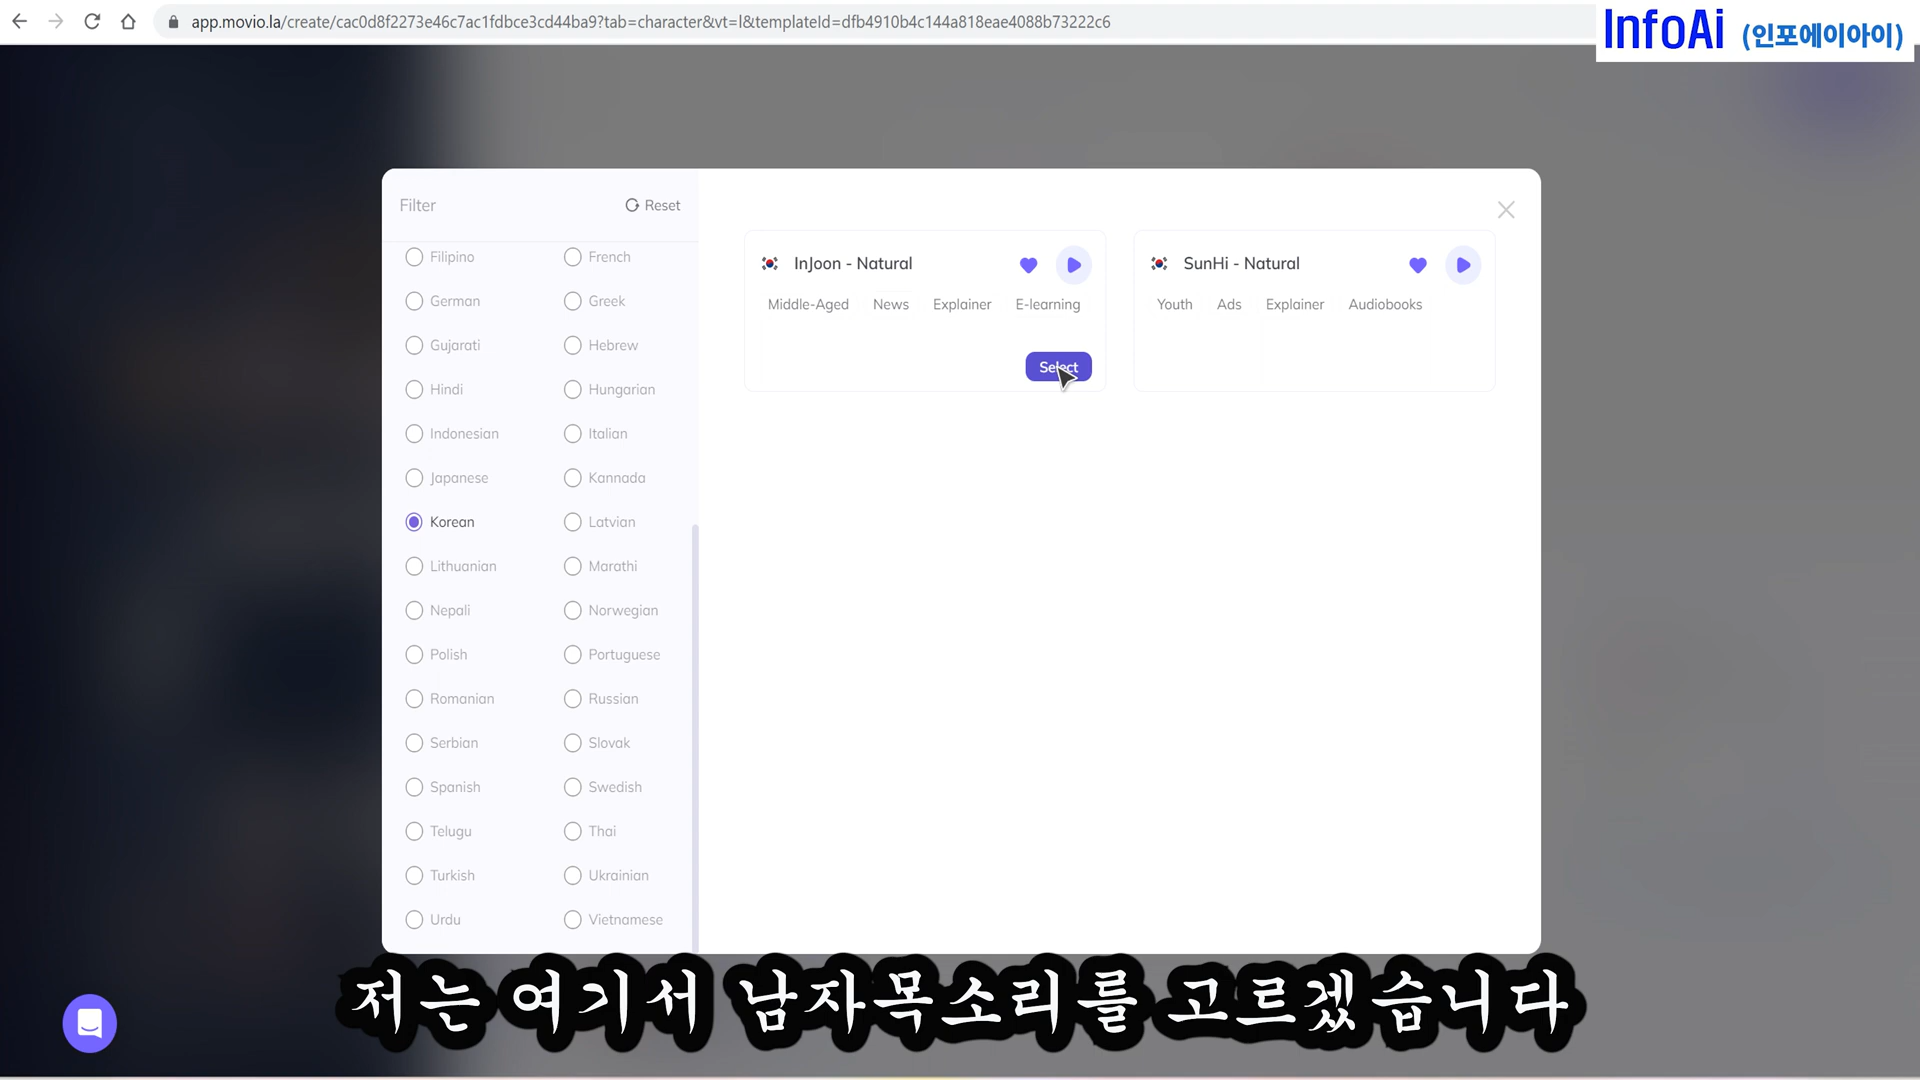 app.movio.la/create/cac0d8f2273e46c7ac1fdbce3cd44ba9?tab=character&vt=l&templateId=dfb4910b4c144a818eae4088b73222c6
InfoAi (인포에이아이)
Filter
Reset
Filipino
French
German
Greek
Gujarati
Hebrew
Hindi
Hungarian
Indonesian
Italian
Japanese
Kannada
Korean
Latvian
Lithuanian
Marathi
Nepali
Norwegian
Polish
Portuguese
Romanian
Russian
Serbian
Slovak
Spanish
Swedish
Telugu
Thai
Turkish
Ukrainian
Urdu
Vietnamese
InJoon - Natural
Middle-Aged News Explainer E-learning
Select
SunHi - Natural
Youth Ads Explainer Audiobooks
저는 여기서 남자목소리를 고르겠습니다